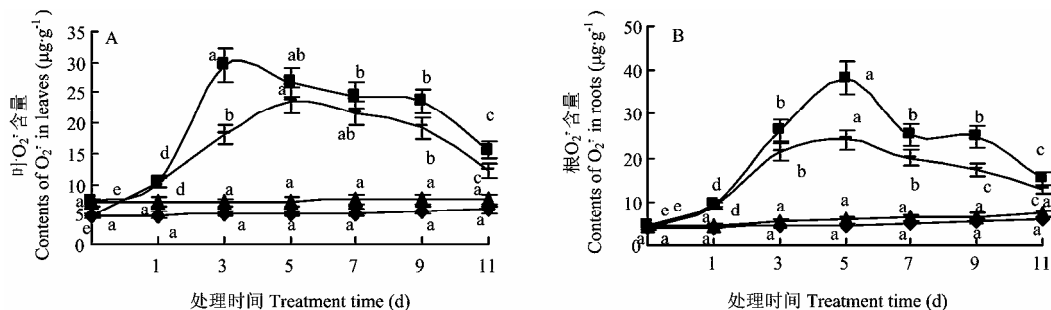 A
叶O₂⁻含量
Contents of O₂⁻ in leaves (μg·g⁻¹)
35
30
25
20
15
10
5
0
a
ab
b
b
c
d
b
a
ab
b
c
e
d
a
a
a
a
a
a
a
a
e
a
a
a
a
a
a
a
1
3
5
7
9
11
处理时间 Treatment time (d)
B
根O₂⁻含量
Contents of O₂⁻ in roots (μg·g⁻¹)
50
40
30
20
10
0
a
b
b
b
c
d
a
b
b
c
c
e
e
d
a
a
a
a
a
a
a
a
a
a
a
a
a
1
3
5
7
9
11
处理时间 Treatment time (d)